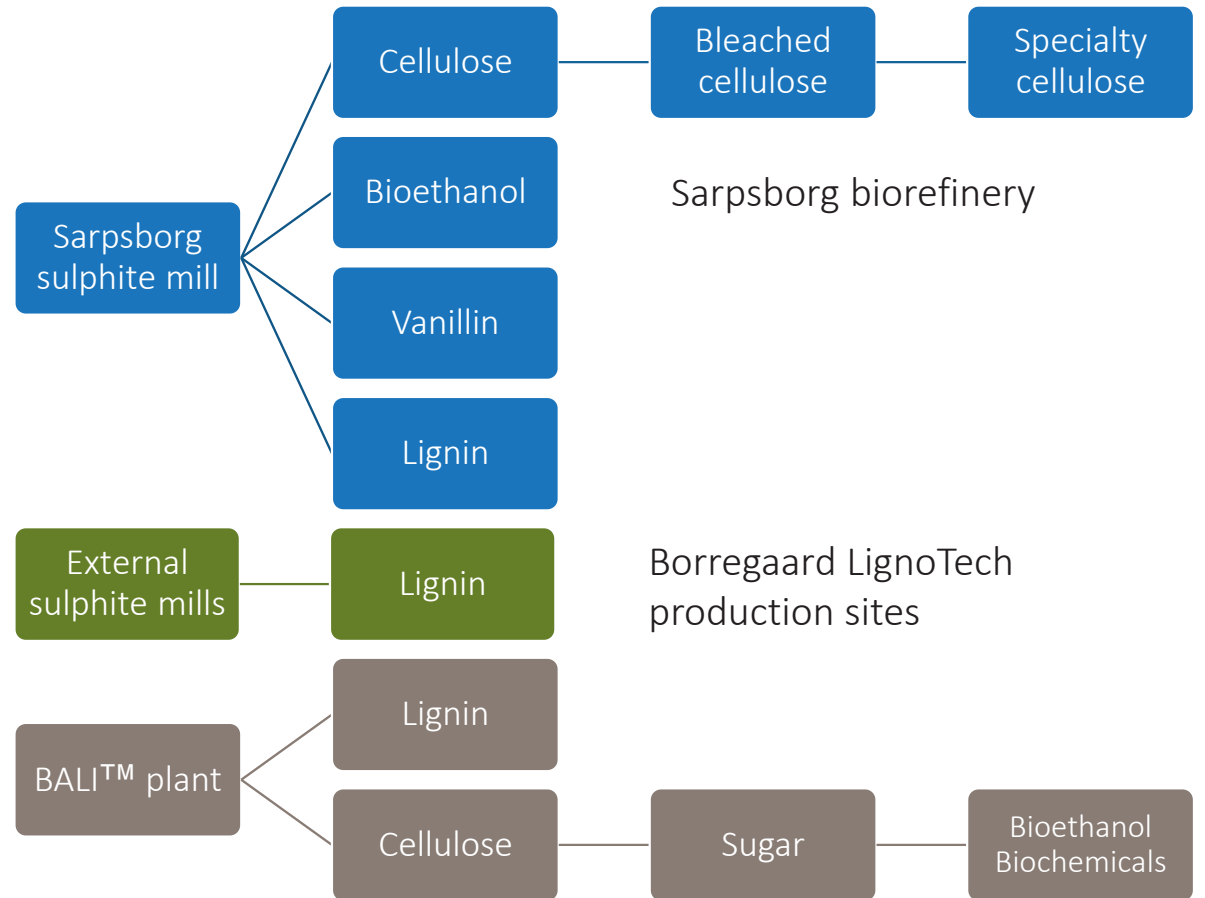 Cellulose
Bleached
cellulose
Specialty
cellulose
Bioethanol
Sarpsborg biorefinery
Sarpsborg
sulphite mill
Vanillin
Lignin
External
sulphite mills
Lignin
Borregaard LignoTech
production sites
Lignin
BALI™ plant
Cellulose
Sugar
Bioethanol
Biochemicals